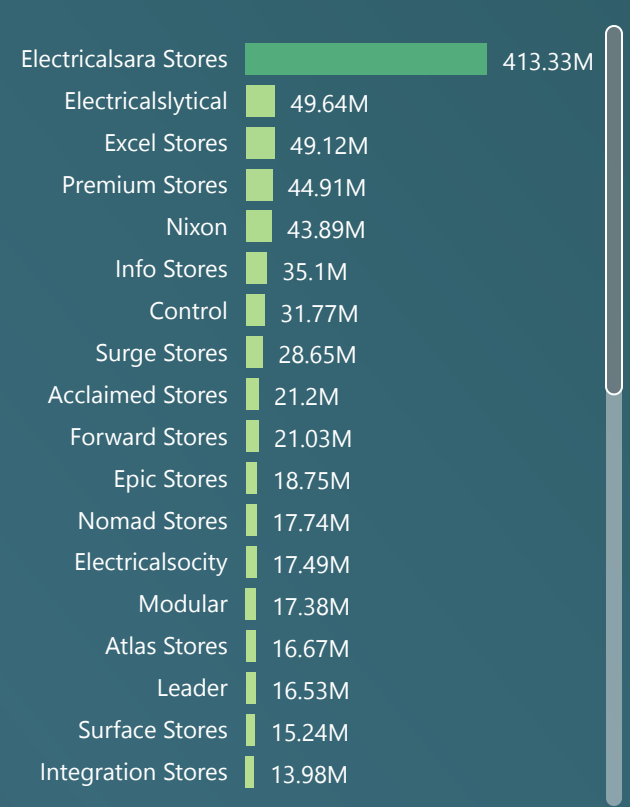 Electricalsara Stores 413.33M
Electricalslytical 49.64M
Excel Stores 49.12M
Premium Stores 44.91M
Nixon 43.89M
Info Stores 35.1M
Control 31.77M
Surge Stores 28.65M
Acclaimed Stores 21.2M
Forward Stores 21.03M
Epic Stores 18.75M
Nomad Stores 17.74M
Electricalsocity 17.49M
Modular 17.38M
Atlas Stores 16.67M
Leader 16.53M
Surface Stores 15.24M
Integration Stores 13.98M